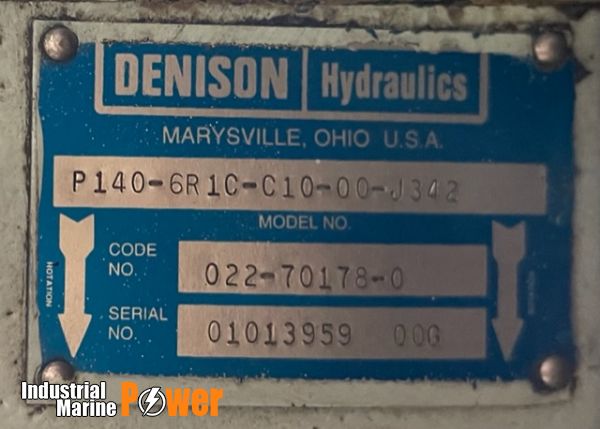 DENISON Hydraulics
MARYSVILLE, OHIO U.S.A.
P140-6R1C-C10-00-J342
MODEL NO.
CODE NO. 022-70178-0
SERIAL NO. 01013959 00G
ROTATION
Industrial Marine Power